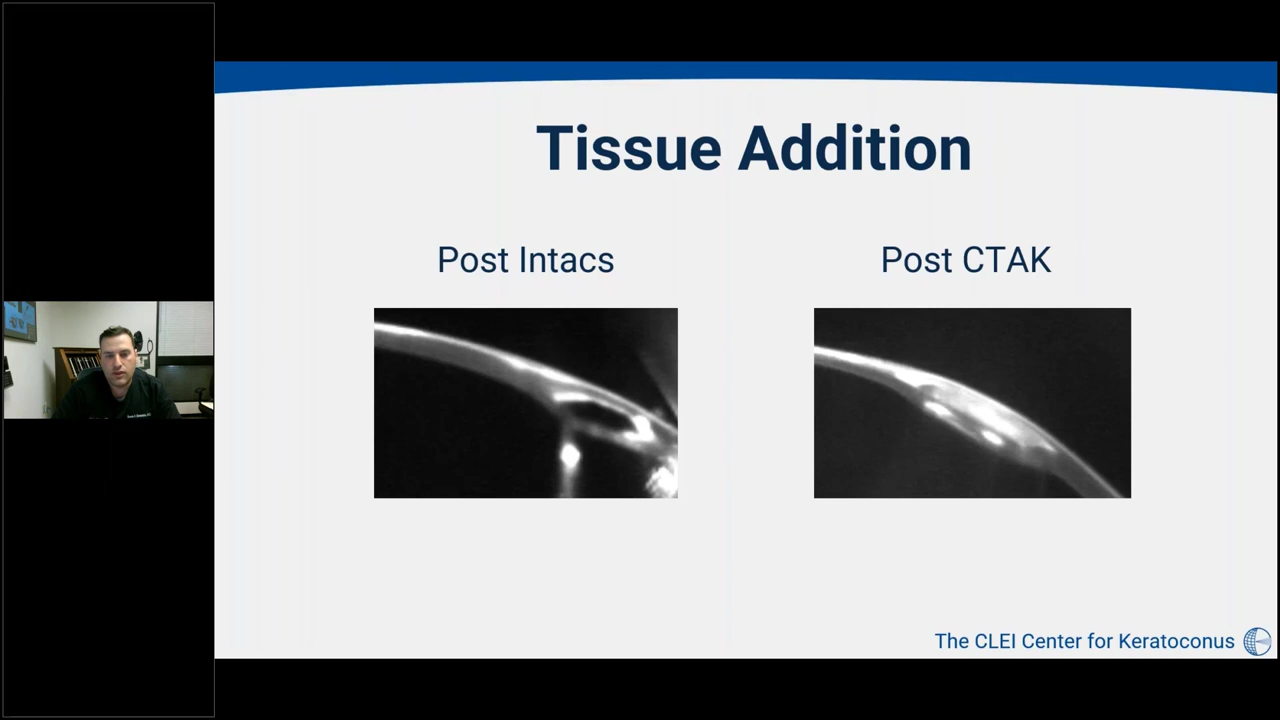 Tissue Addition
Post Intacs
Post CTAK
The CLEI Center for Keratoconus